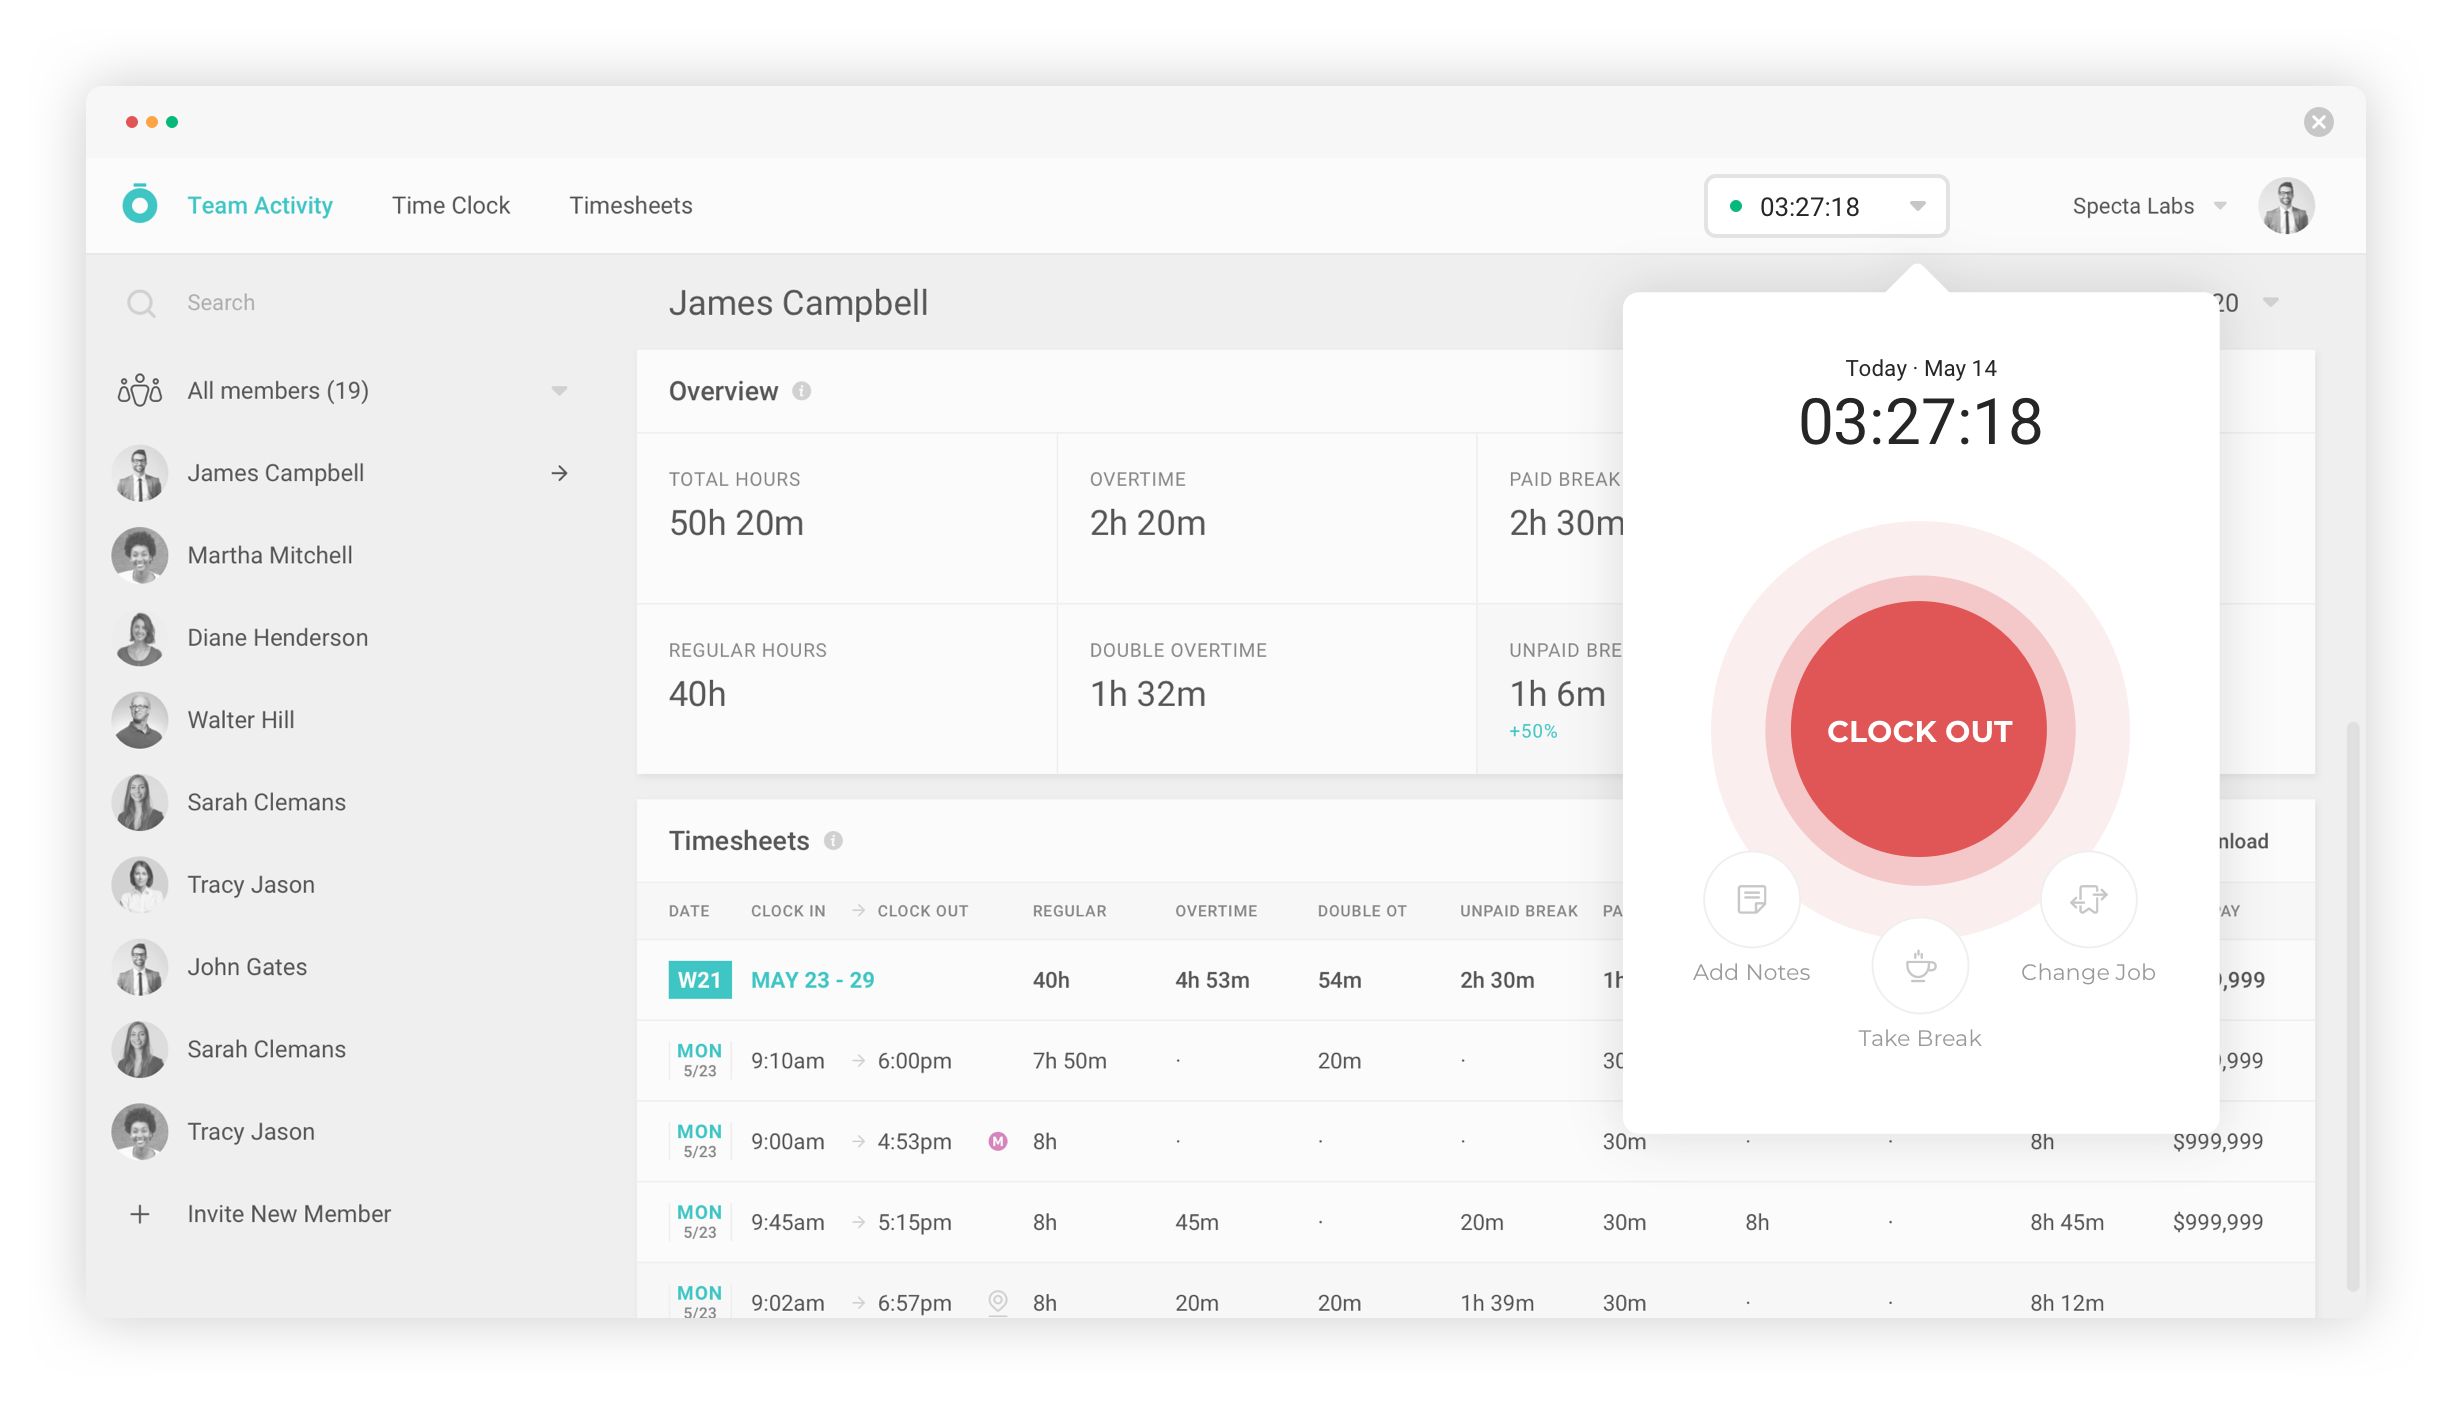 Team Activity
Time Clock
Timesheets
03:27:18
Specta Labs
Search
All members (19)
James Campbell
Martha Mitchell
Diane Henderson
Walter Hill
Sarah Clemans
Tracy Jason
John Gates
Sarah Clemans
Tracy Jason
Invite New Member
James Campbell
20
Overview
TOTAL HOURS
50h 20m
OVERTIME
2h 20m
PAID BREAK
2h 30m
REGULAR HOURS
40h
DOUBLE OVERTIME
1h 32m
UNPAID BRE
1h 6m
+50%
Today · May 14
03:27:18
CLOCK OUT
Add Notes
Take Break
Change Job
Timesheets
nload
DATE CLOCK IN → CLOCK OUT REGULAR OVERTIME DOUBLE OT UNPAID BREAK PA AY
W21 MAY 23 - 29 40h 4h 53m 54m 2h 30m 1h ,999
MON 5/23 9:10am → 6:00pm 7h 50m · 20m · 30 ,999
MON 5/23 9:00am → 4:53pm M 8h · · · 30m · · 8h $999,999
MON 5/23 9:45am → 5:15pm 8h 45m · 20m 30m 8h · 8h 45m $999,999
MON 5/23 9:02am → 6:57pm 8h 20m 20m 1h 39m 30m · · 8h 12m